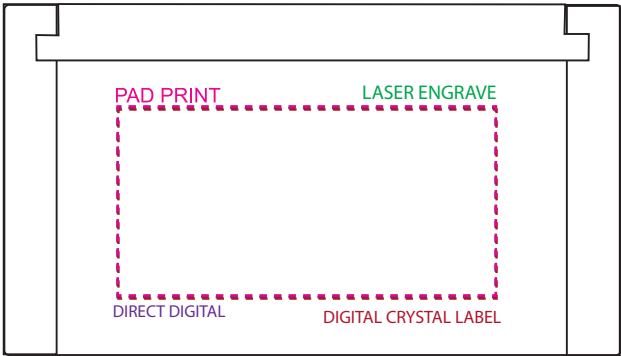 PAD PRINT
LASER ENGRAVE
DIRECT DIGITAL
DIGITAL CRYSTAL LABEL